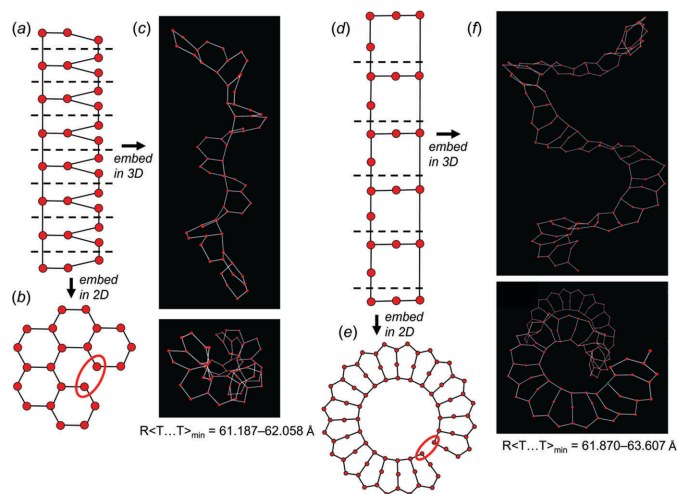 (a)
(c)
embed
in 3D
embed
in 2D
(b)
R<T...T>min = 61.187–62.058 Å
(d)
(f)
embed
in 3D
embed
in 2D
(e)
R<T...T>min = 61.870–63.607 Å